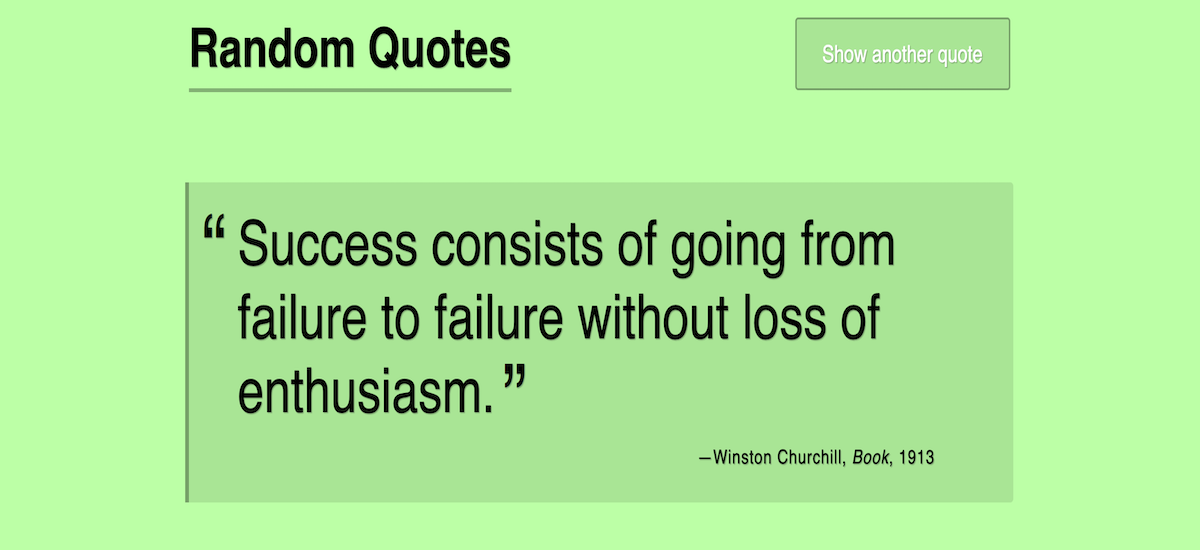 Random Quotes
Show another quote
“Success consists of going from
failure to failure without loss of
enthusiasm.”
—Winston Churchill, Book, 1913